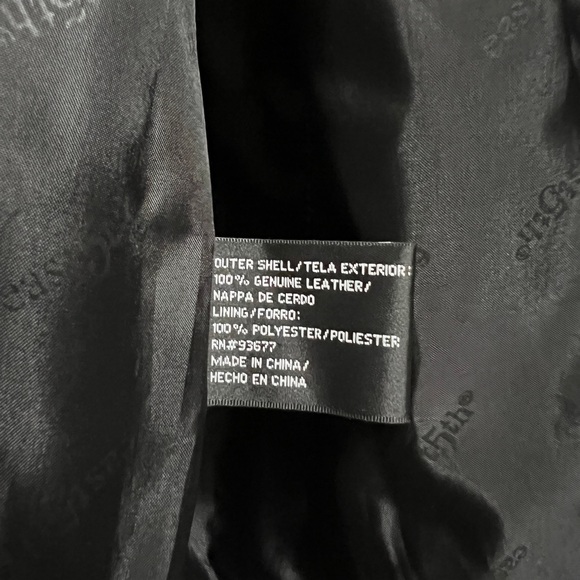 OUTER SHELL/TELA EXTERIOR:
100% GENUINE LEATHER/
NAPPA DE CERDO
LINING/FORRO:
100% POLYESTER/POLIESTER
RN#93677
MADE IN CHINA/
HECHO EN CHINA
east5th®